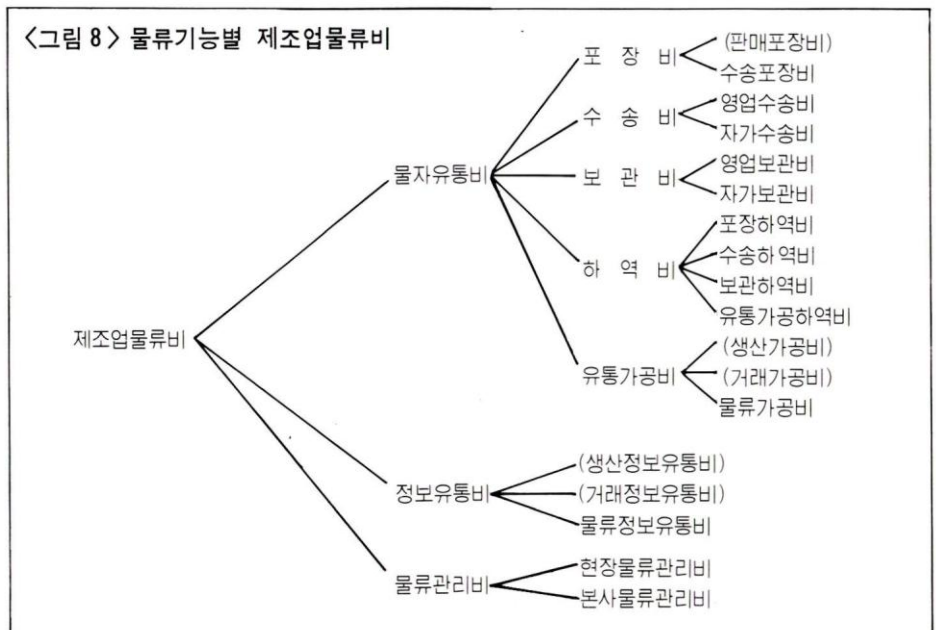 〈그림 8〉 물류기능별 제조업물류비
포 장 비
(판매포장비)
수송포장비
수 송 비
영업수송비
자가수송비
물자유통비
보 관 비
영업보관비
자가보관비
하 역 비
포장하역비
수송하역비
보관하역비
유통가공하역비
제조업물류비
유통가공비
(생산가공비)
(거래가공비)
물류가공비
정보유통비
(생산정보유통비)
(거래정보유통비)
물류정보유통비
물류관리비
현장물류관리비
본사물류관리비